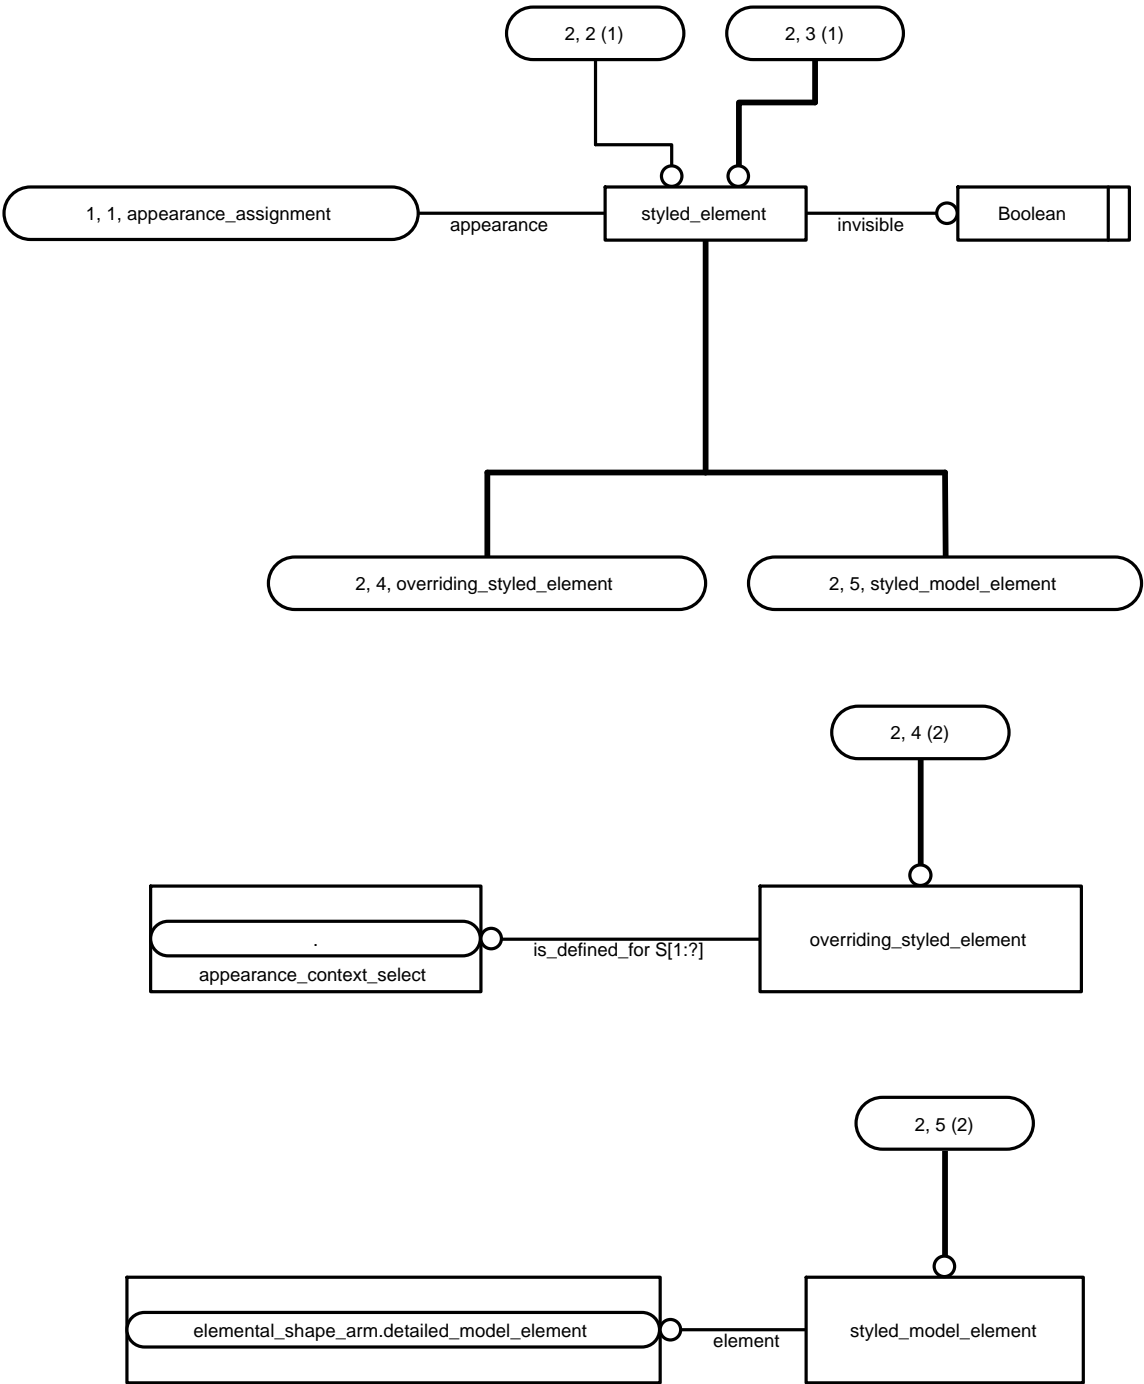 2, 2 (1)
2, 3 (1)
1, 1, appearance_assignment
appearance
styled_element
invisible
Boolean
2, 4, overriding_styled_element
2, 5, styled_model_element
2, 4 (2)
.
is_defined_for S[1:?]
overriding_styled_element
appearance_context_select
2, 5 (2)
elemental_shape_arm.detailed_model_element
element
styled_model_element